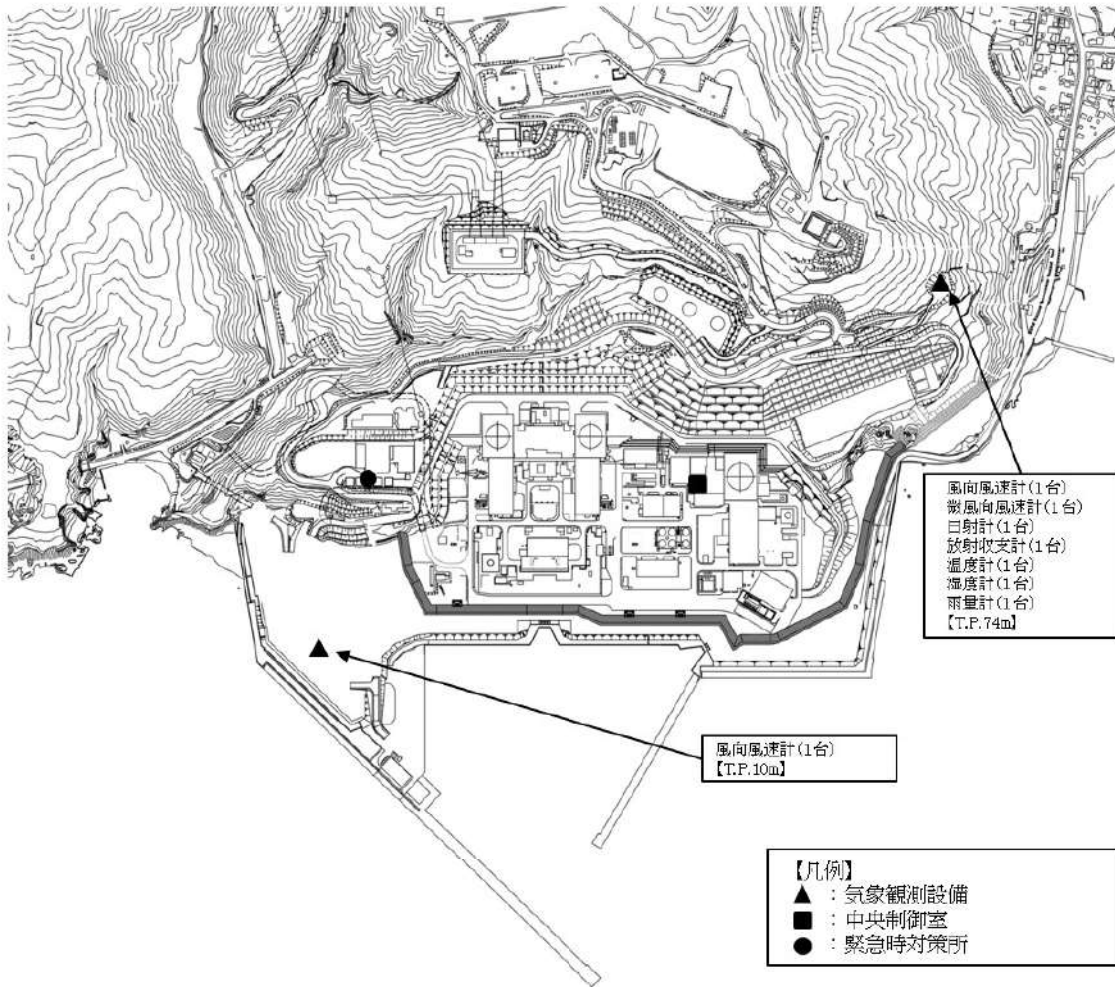 風向風速計(1台)
微風向風速計(1台)
日射計(1台)
放射収支計(1台)
温度計(1台)
湿度計(1台)
雨量計(1台)
【T.P.74m】
風向風速計(1台)
【T.P.10m】
【凡例】
▲ : 気象観測設備
■ : 中央制御室
● : 緊急時対策所